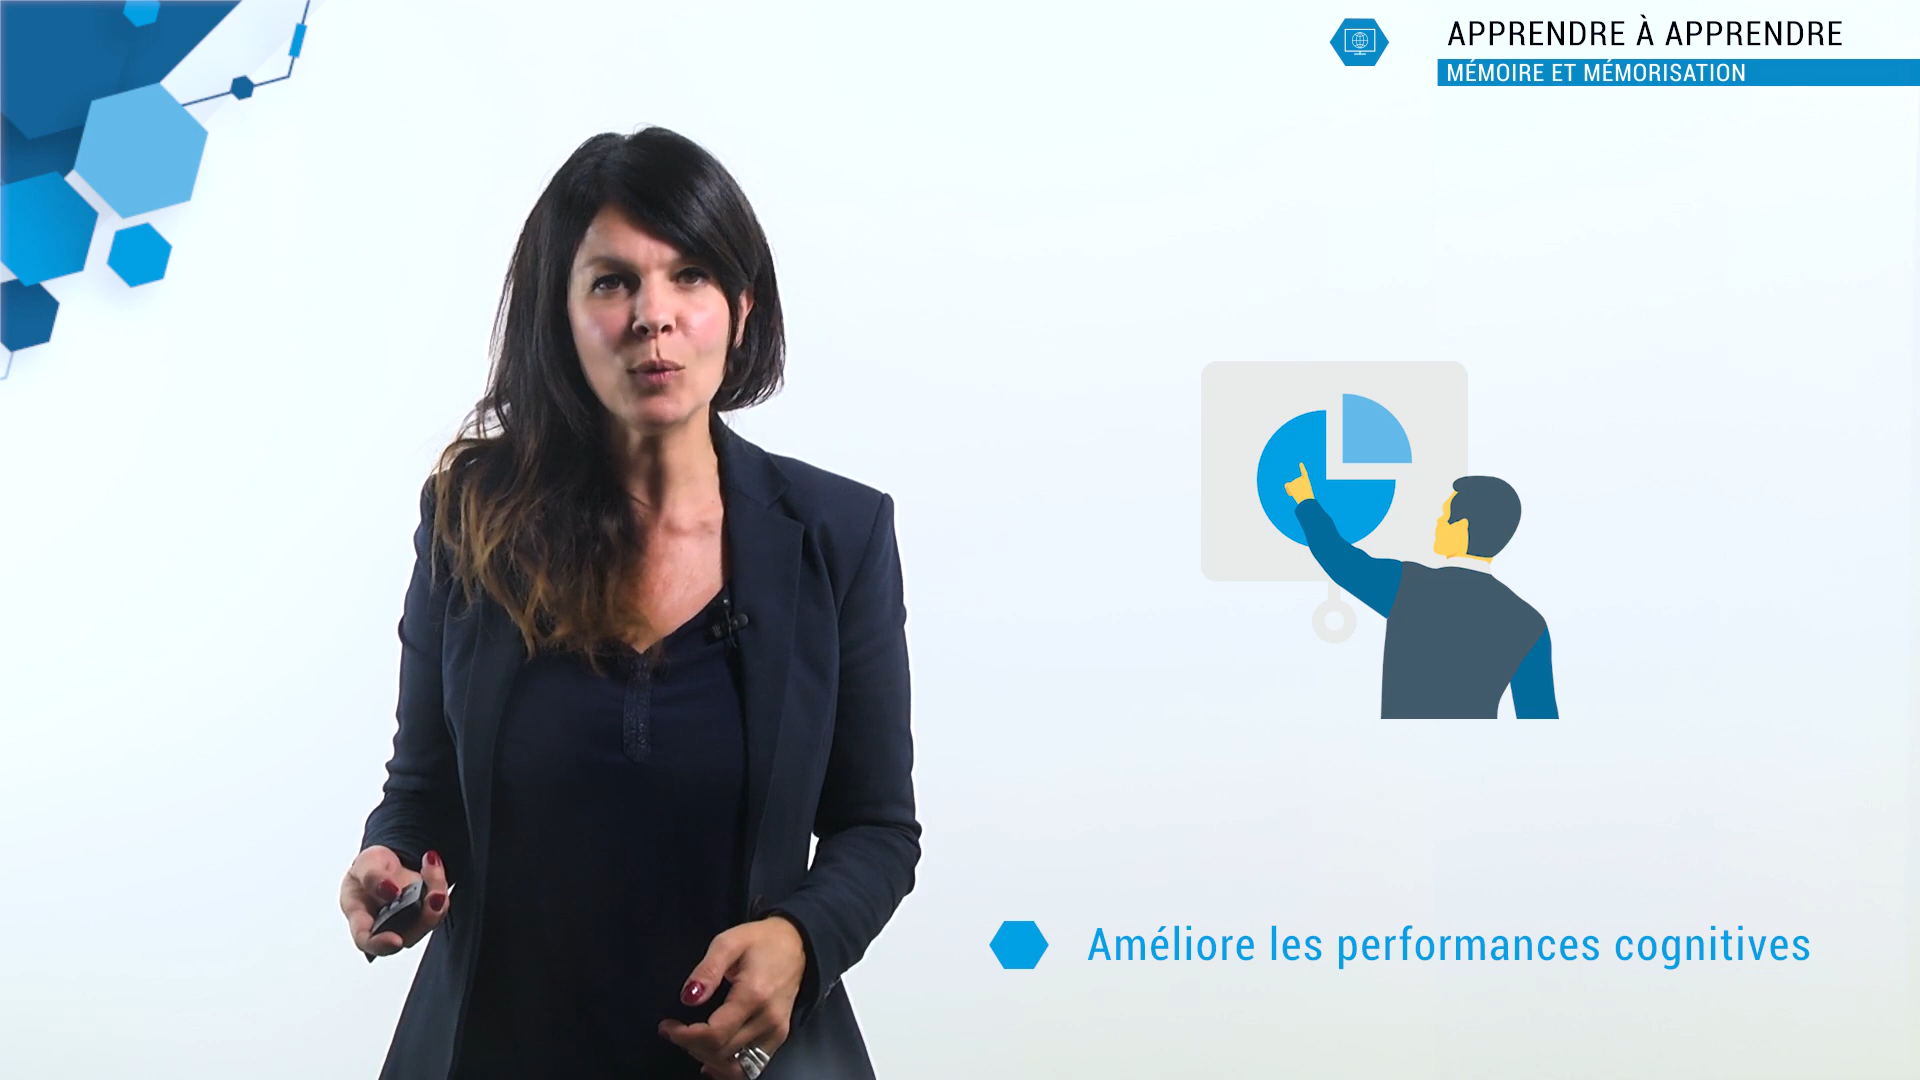 APPRENDRE À APPRENDRE
MÉMOIRE ET MÉMORISATION
Améliore les performances cognitives